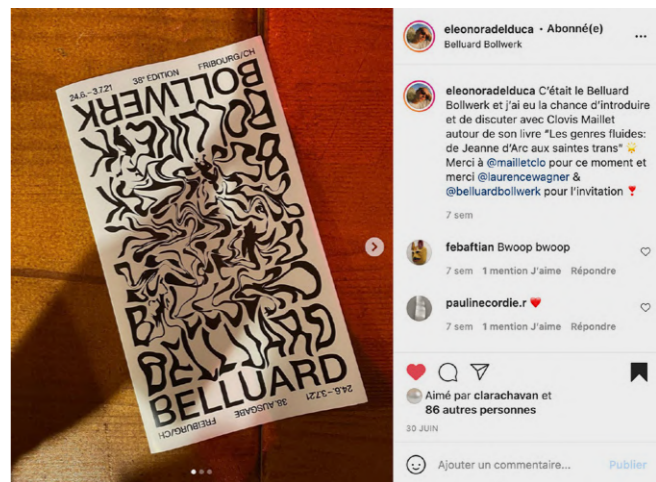 24.6.–3.7.21
38ᵉ EDITION
FRIBOURG/CH
BOLLWERK
BELLUARD
FREIBURG/CH
38. AUSGABE
24.6.–3.7.21
eleonoradelduca • Abonné(e)
Belluard Bollwerk
eleonoradelduca C'était le Belluard
Bollwerk et j'ai eu la chance d'introduire
et de discuter avec Clovis Maillet
autour de son livre "Les genres fluides:
de Jeanne d'Arc aux saintes trans" 🌟
Merci à @mailletclo pour ce moment et
merci @laurencewagner &
@belluardbollwerk pour l'invitation ❣️
7 sem
febaftian Bwoop bwoop
7 sem 1 mention J'aime Répondre
paulinecordie.r ❤️
7 sem 1 mention J'aime Répondre
Aimé par clarachavan et
86 autres personnes
30 JUIN
Ajouter un commentaire...
Publier